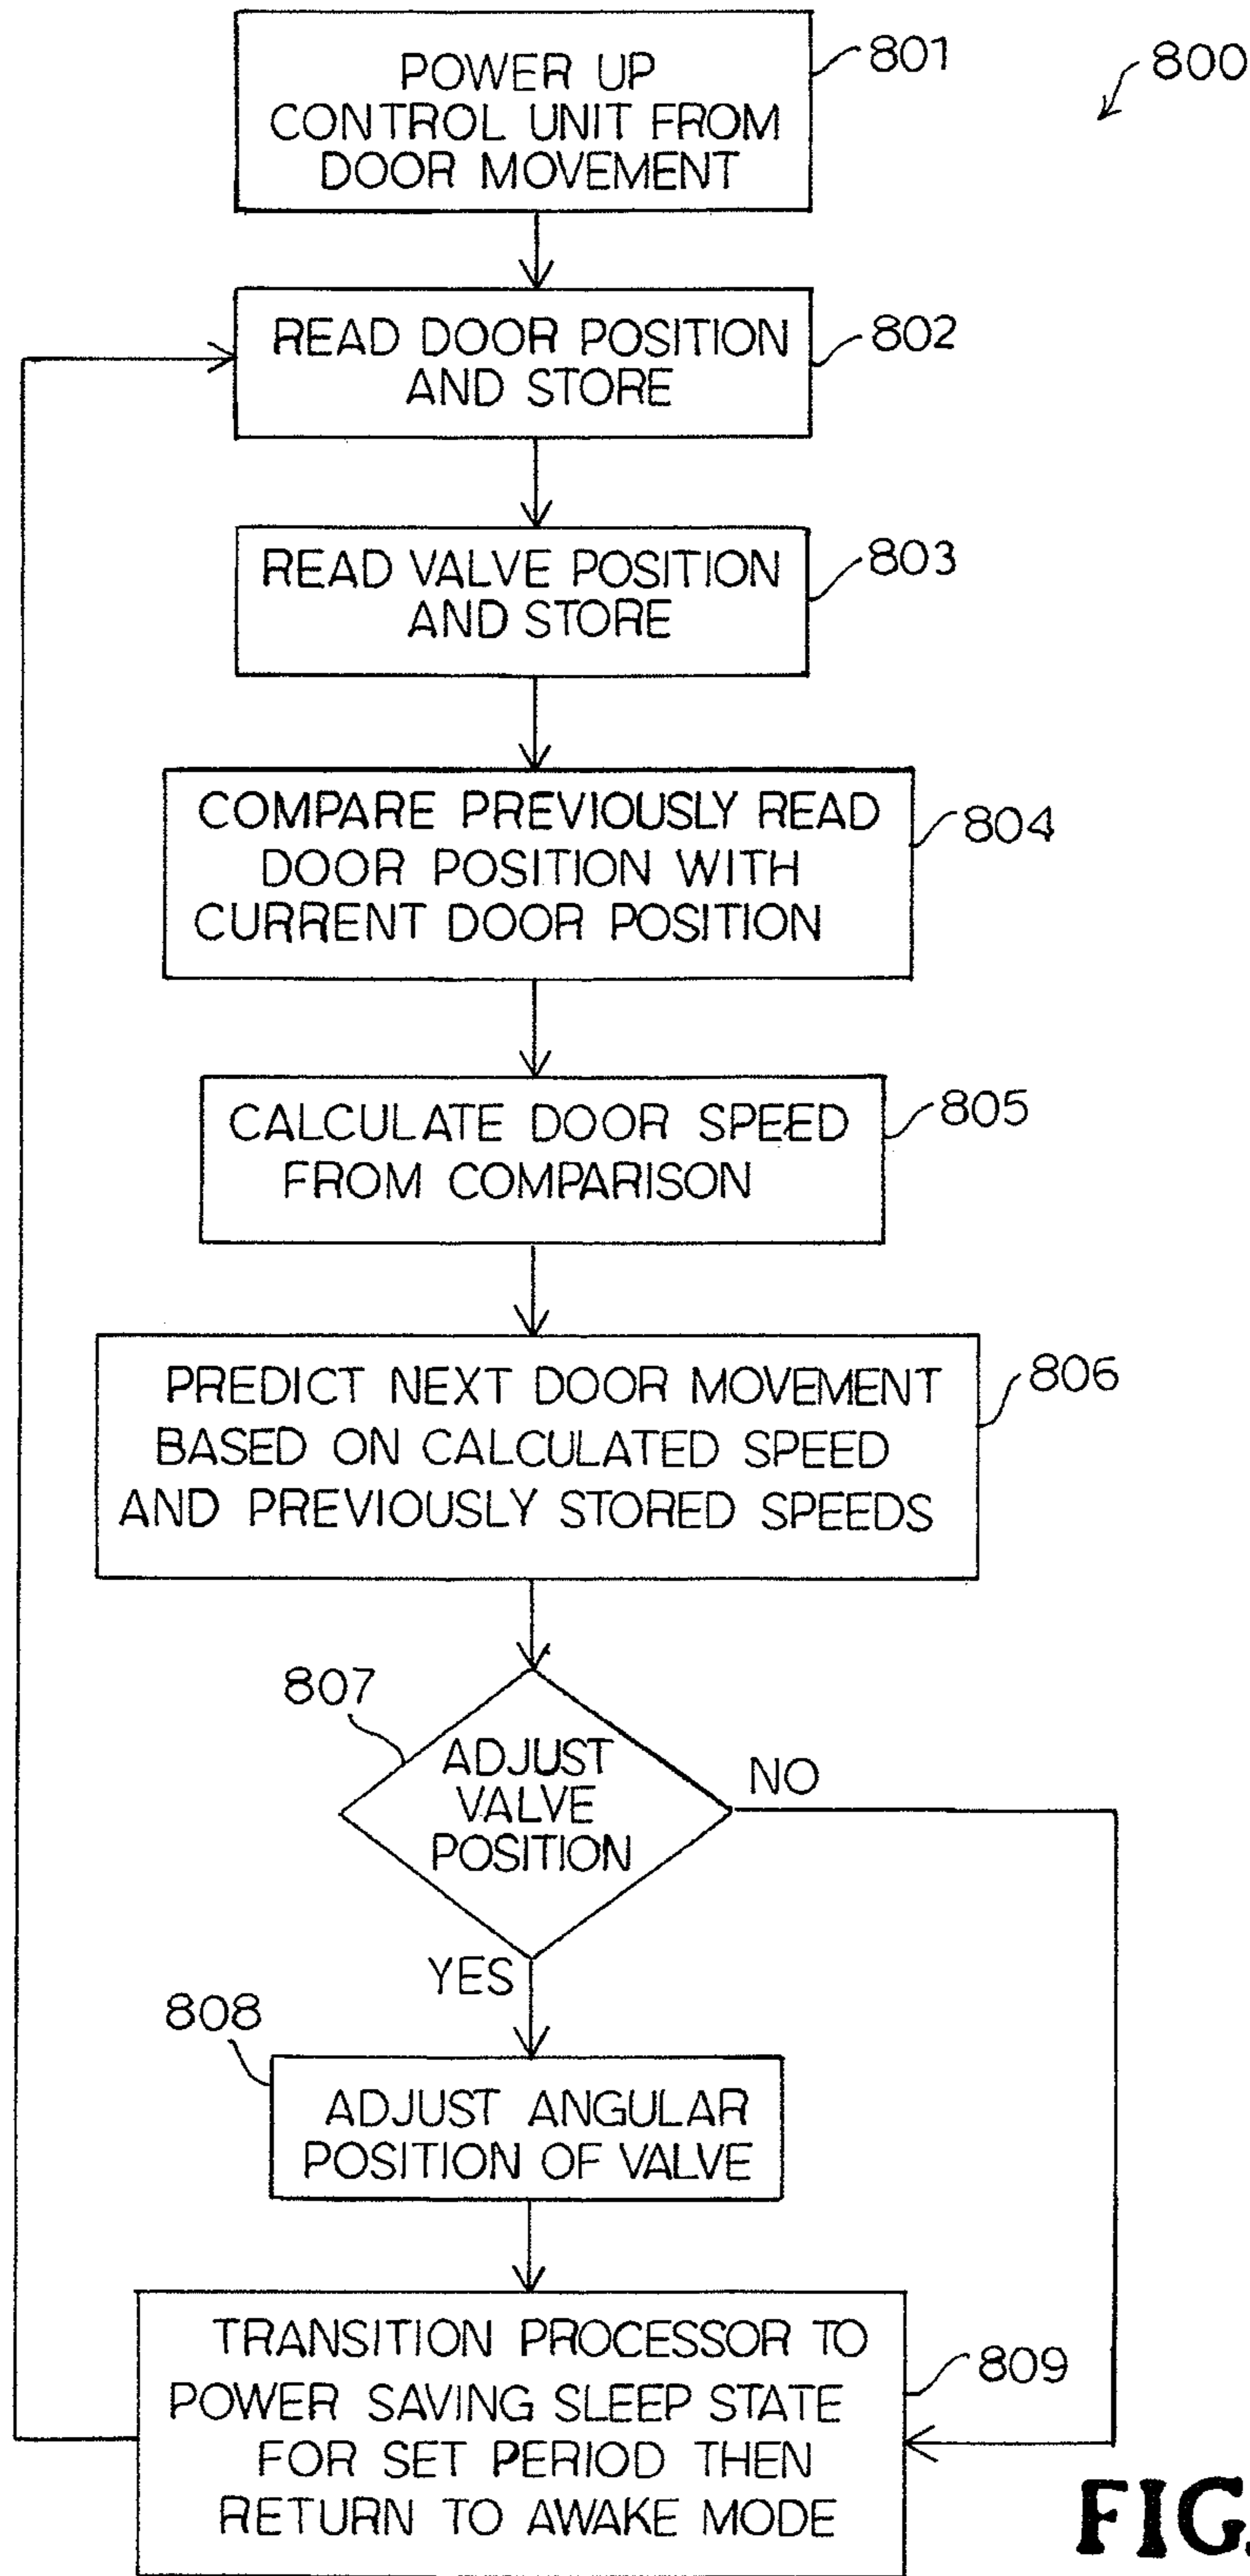 POWER UP
CONTROL UNIT FROM
DOOR MOVEMENT
801
800
READ DOOR POSITION
AND STORE
802
READ VALVE POSITION
AND STORE
803
COMPARE PREVIOUSLY READ
DOOR POSITION WITH
CURRENT DOOR POSITION
804
CALCULATE DOOR SPEED
FROM COMPARISON
805
PREDICT NEXT DOOR MOVEMENT
BASED ON CALCULATED SPEED
AND PREVIOUSLY STORED SPEEDS
806
807
ADJUST
VALVE
POSITION
NO
YES
808
ADJUST ANGULAR
POSITION OF VALVE
TRANSITION PROCESSOR TO
POWER SAVING SLEEP STATE
FOR SET PERIOD THEN
RETURN TO AWAKE MODE
809
FIG.